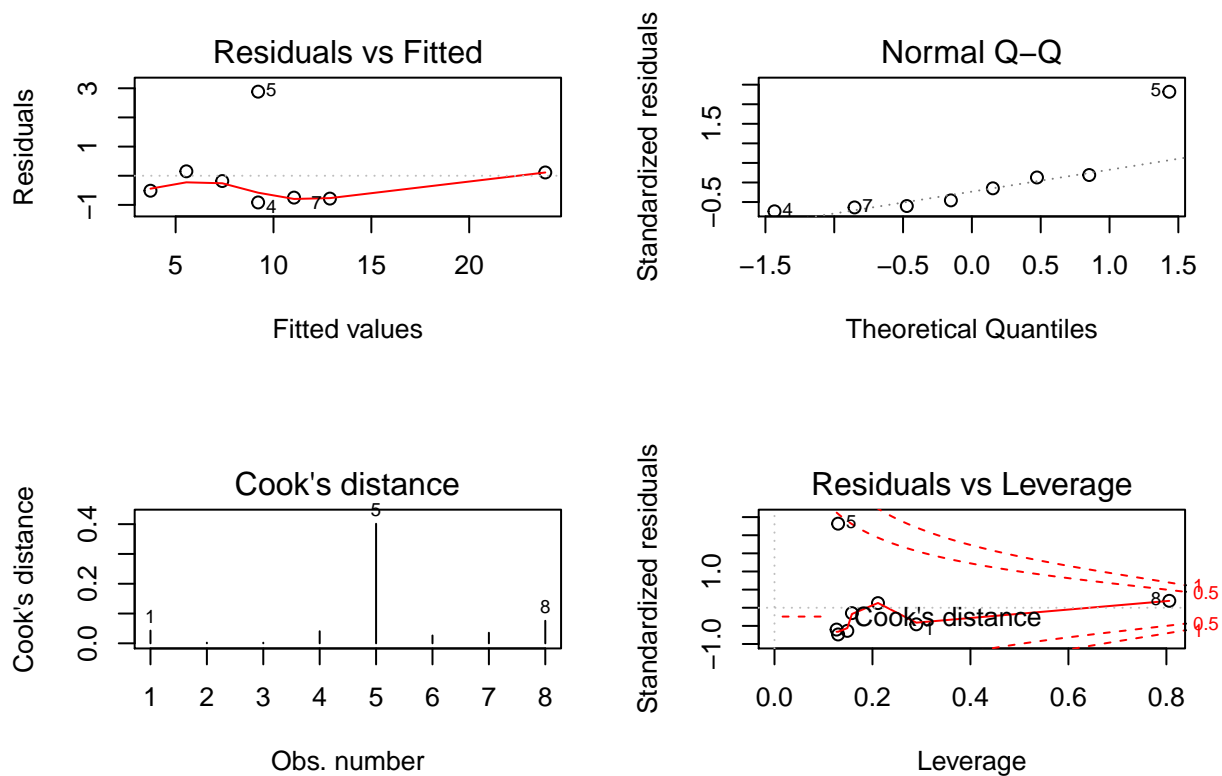 Residuals vs Fitted
Residuals
3
1
−1
5
4
7
5 10 15 20
Fitted values
Normal Q−Q
Standardized residuals
1.5
−0.5
5
4
7
−1.5 −0.5 0.0 0.5 1.0 1.5
Theoretical Quantiles
Cook's distance
Cook's distance
0.4
0.2
0.0
1
5
8
1 2 3 4 5 6 7 8
Obs. number
Residuals vs Leverage
Standardized residuals
1.0
−1.0
5
8
1
Cook's distance
1
0.5
0.5
1
0.0 0.2 0.4 0.6 0.8
Leverage